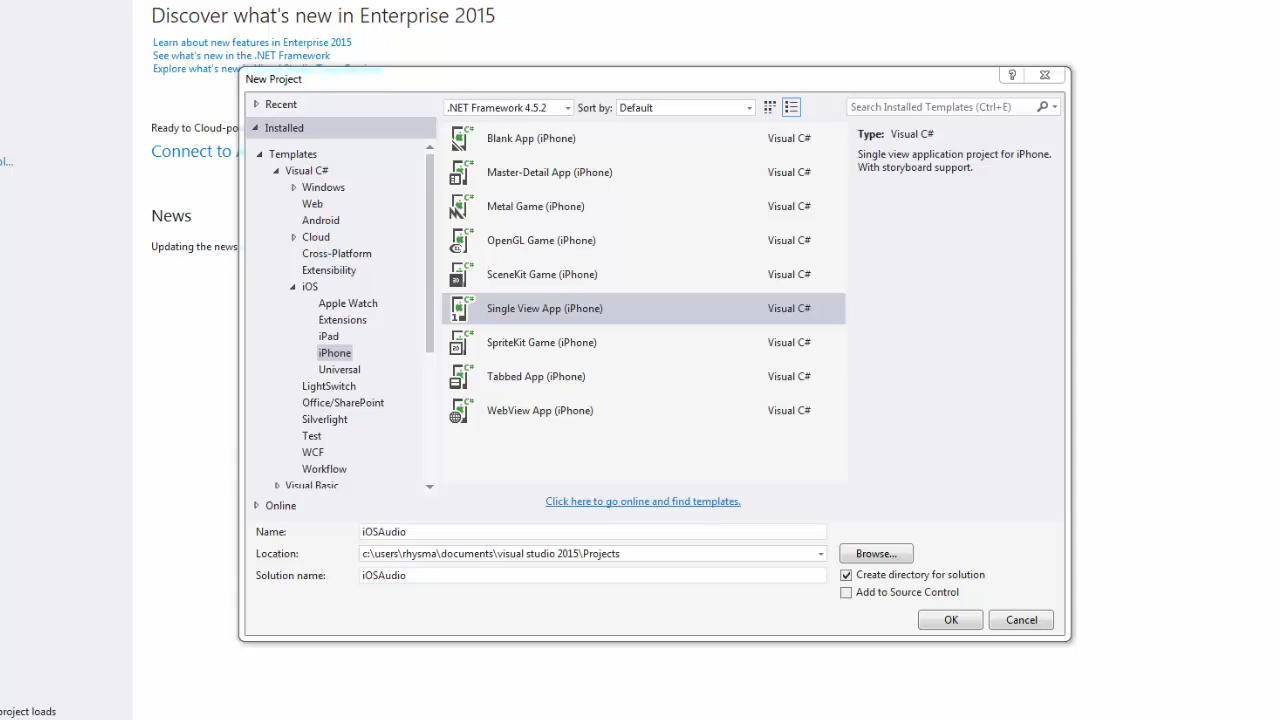 Discover what's new in Enterprise 2015
Learn about new features in Enterprise 2015
See what's new in the .NET Framework
Explore what's new
New Project
Recent
.NET Framework 4.5.2
Sort by:
Default
Search Installed Templates (Ctrl+E)
Installed
Templates
Visual C#
Windows
Web
Android
Cloud
Cross-Platform
Extensibility
iOS
Apple Watch
Extensions
iPad
iPhone
Universal
LightSwitch
Office/SharePoint
Silverlight
Test
WCF
Workflow
Visual Basic
Online
Blank App (iPhone) Visual C#
Master-Detail App (iPhone) Visual C#
Metal Game (iPhone) Visual C#
OpenGL Game (iPhone) Visual C#
SceneKit Game (iPhone) Visual C#
Single View App (iPhone) Visual C#
SpriteKit Game (iPhone) Visual C#
Tabbed App (iPhone) Visual C#
WebView App (iPhone) Visual C#
Click here to go online and find templates.
Type: Visual C#
Single view application project for iPhone.
With storyboard support.
Name: iOSAudio
Location: c:\users\rhysma\documents\visual studio 2015\Projects
Browse...
Solution name: iOSAudio
Create directory for solution
Add to Source Control
OK
Cancel
Ready to Cloud-po
Connect to
ol...
News
Updating the news
project loads